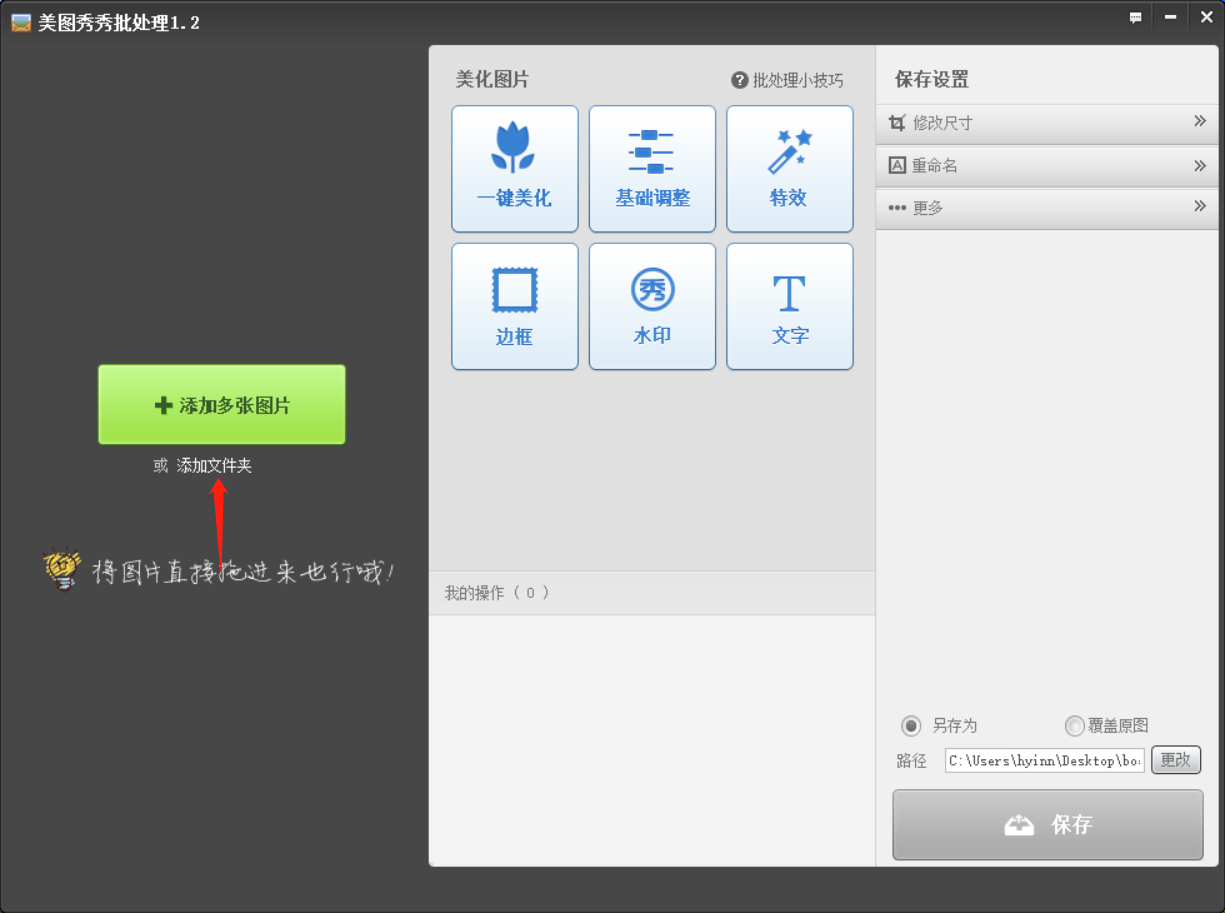 美图秀秀批处理1.2
添加多张图片
或 添加文件夹
将图片直接拖进来也行哦!
美化图片
? 批处理小技巧
一键美化
基础调整
特效
边框
秀
水印
T
文字
我的操作（ 0 ）
保存设置
修改尺寸
A 重命名
更多
另存为
覆盖原图
路径 C:\Users\hyinn\Desktop\bo
更改
保存